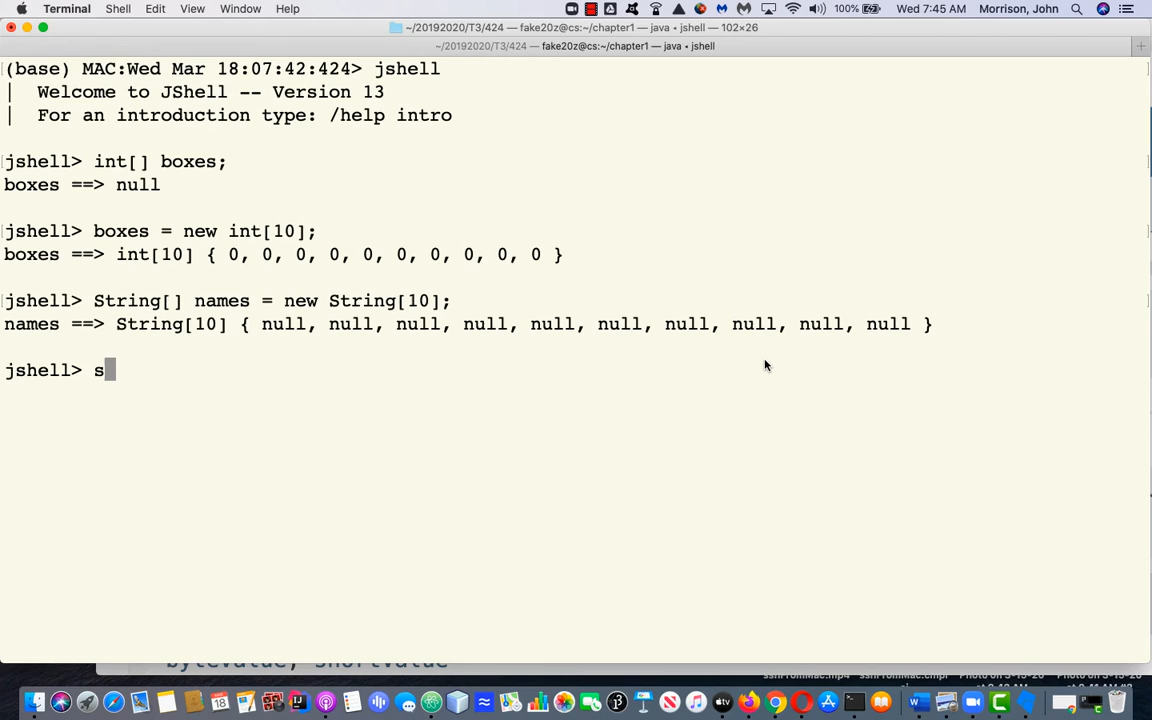 Terminal Shell Edit View Window Help 100% Wed 7:45 AM Morrison, John
~/20192020/T3/424 — fake20z@cs:~/chapter1 — java • jshell — 102×26
~/20192020/T3/424 — fake20z@cs:~/chapter1 — java • jshell
(base) MAC:Wed Mar 18:07:42:424> jshell
| Welcome to JShell -- Version 13
| For an introduction type: /help intro
jshell> int[] boxes;
boxes ==> null
jshell> boxes = new int[10];
boxes ==> int[10] { 0, 0, 0, 0, 0, 0, 0, 0, 0, 0 }
jshell> String[] names = new String[10];
names ==> String[10] { null, null, null, null, null, null, null, null, null, null }
jshell> s
byteValue, shortValue